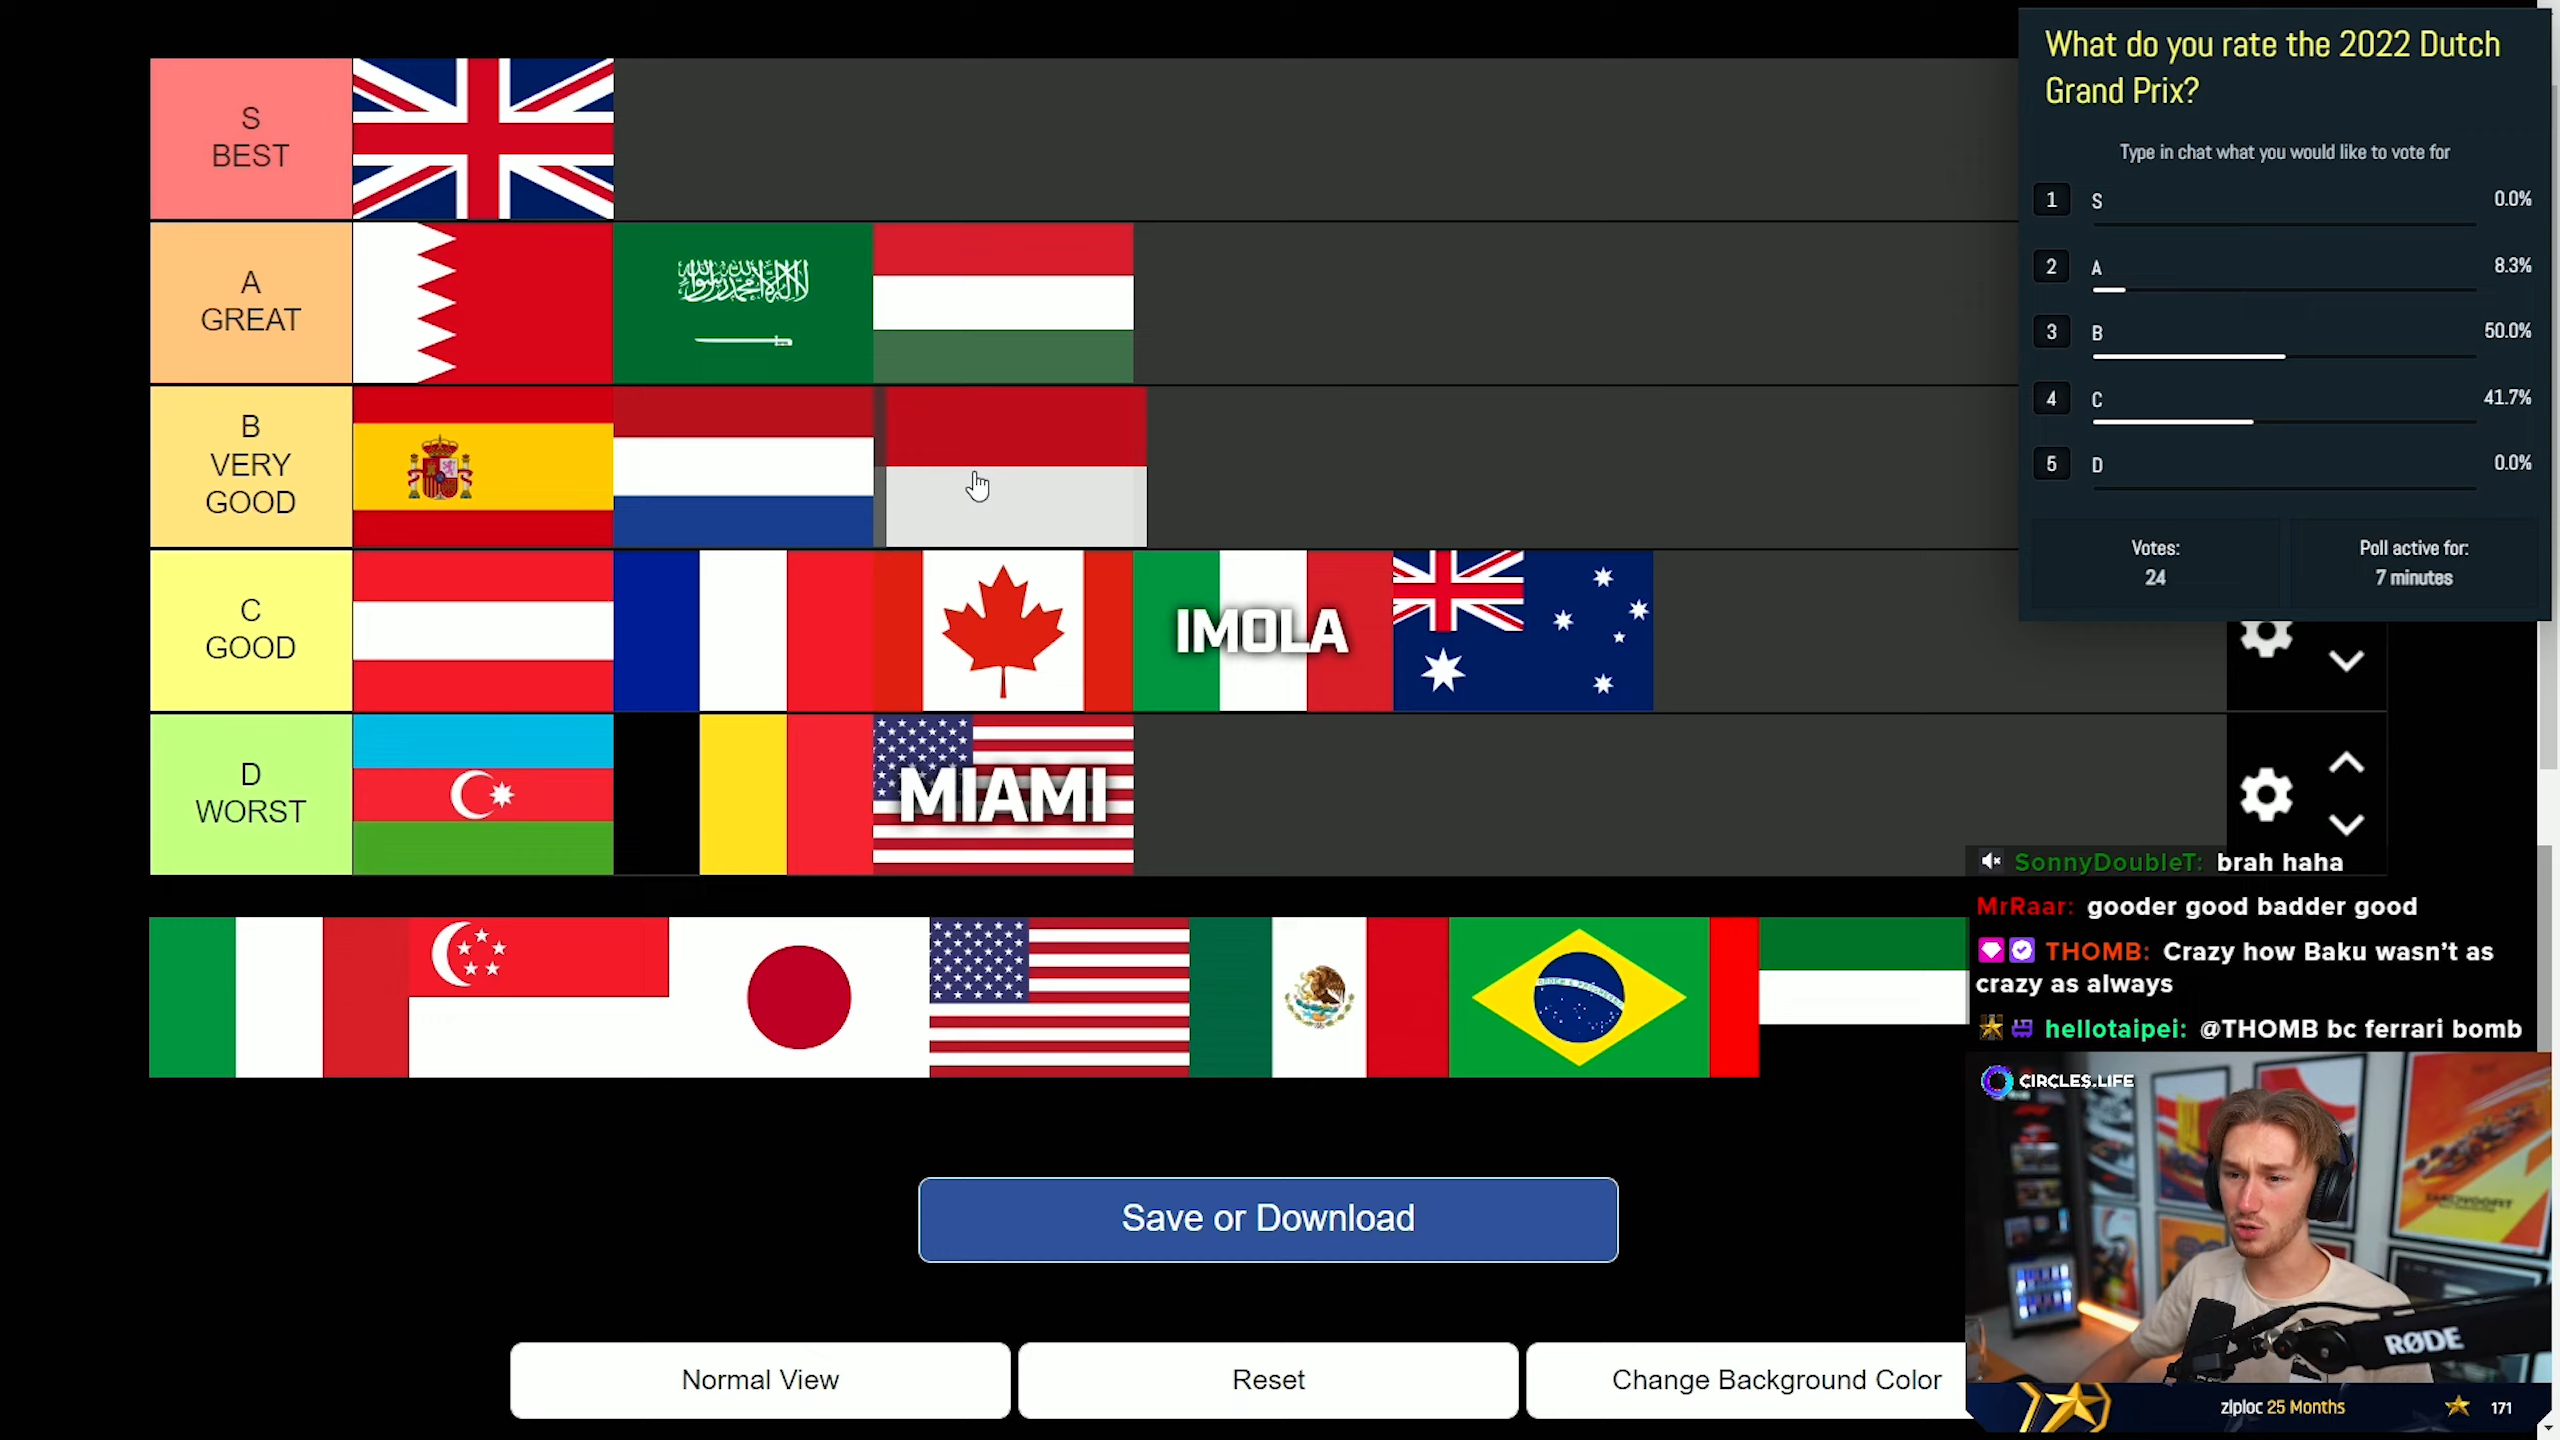 S
BEST
A
GREAT
B
VERY
GOOD
C
GOOD
IMOLA
D
WORST
MIAMI
What do you rate the 2022 Dutch
Grand Prix?
Type in chat what you would like to vote for
1 S 0.0%
2 A 8.3%
3 B 50.0%
4 C 41.7%
5 D 0.0%
Votes:
24
Poll active for:
7 minutes
SonnyDoubleT: brah haha
MrRaar: gooder good badder good
THOMB: Crazy how Baku wasn't as
crazy as always
hellotaipei: @THOMB bc ferrari bomb
CIRCLES.LIFE
RØDE
ziploc 25 Months
171
Save or Download
Normal View
Reset
Change Background Color